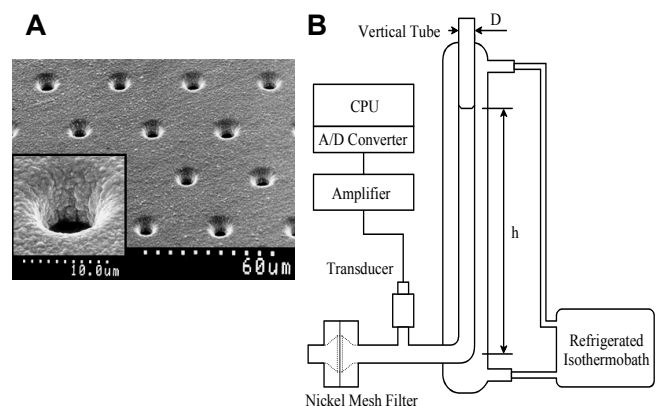 A
B
Vertical Tube
D
CPU
A/D Converter
Amplifier
Transducer
h
10.0um
60um
Refrigerated
Isothermobath
Nickel Mesh Filter